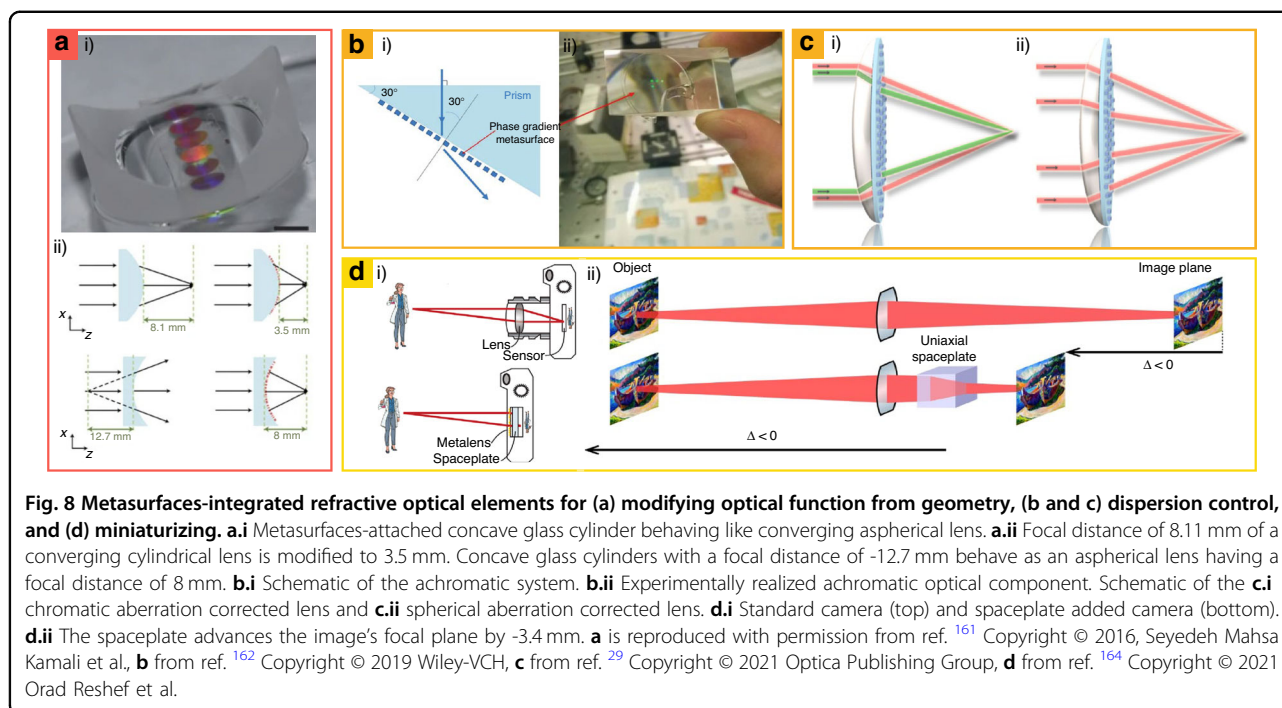 a
i)
ii)
x
z
8.1 mm
3.5 mm
x
z
12.7 mm
8 mm
b
i)
30°
30°
Prism
Phase gradient
metasurface
ii)
c
i)
ii)
d
i)
Lens
Sensor
Metalens
Spaceplate
ii)
Object
Image plane
Uniaxial
spaceplate
Δ<0
Δ<0
Fig. 8 Metasurfaces-integrated refractive optical elements for (a) modifying optical function from geometry, (b and c) dispersion control,
and (d) miniaturizing. a.i Metasurfaces-attached concave glass cylinder behaving like converging aspherical lens. a.ii Focal distance of 8.11 mm of a
converging cylindrical lens is modified to 3.5 mm. Concave glass cylinders with a focal distance of -12.7 mm behave as an aspherical lens having a
focal distance of 8 mm. b.i Schematic of the achromatic system. b.ii Experimentally realized achromatic optical component. Schematic of the c.i
chromatic aberration corrected lens and c.ii spherical aberration corrected lens. d.i Standard camera (top) and spaceplate added camera (bottom).
d.ii The spaceplate advances the image's focal plane by -3.4 mm. a is reproduced with permission from ref. 161 Copyright © 2016, Seyedeh Mahsa
Kamali et al., b from ref. 162 Copyright © 2019 Wiley-VCH, c from ref. 29 Copyright © 2021 Optica Publishing Group, d from ref. 164 Copyright © 2021
Orad Reshef et al.